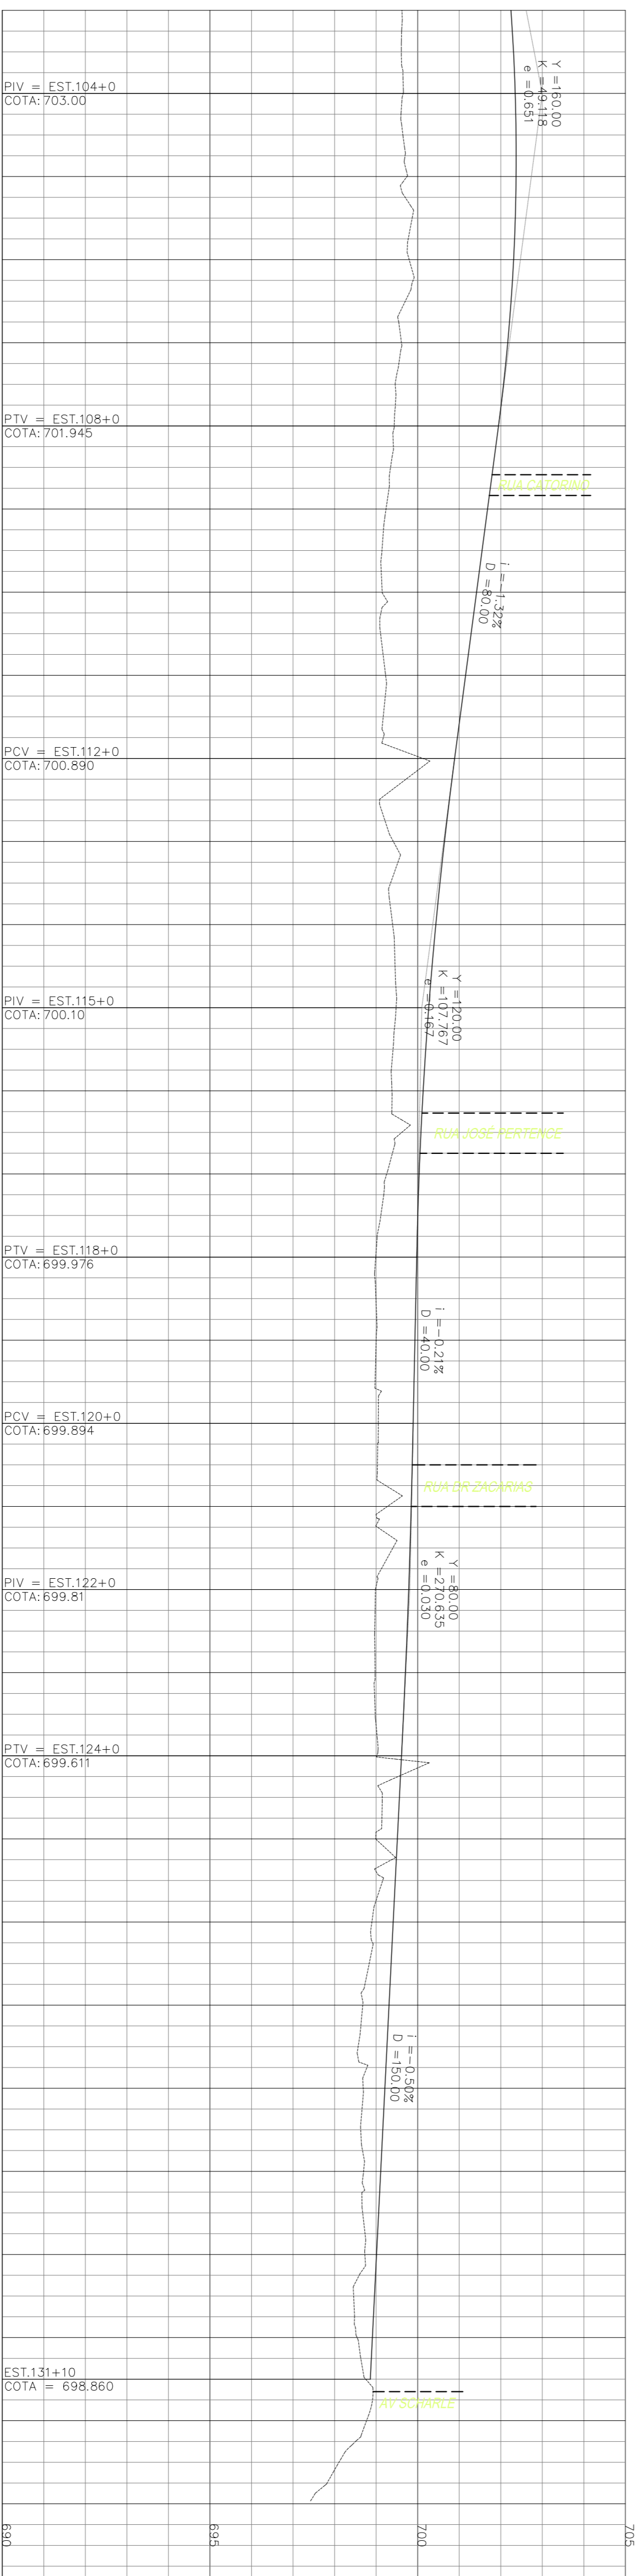 Y =160.00
K =49.118
e =0.651
PIV = EST.104+0
COTA: 703.00
PTV = EST.108+0
COTA: 701.945
RUA CATORINO
i =-1.32%
D =80.00
PCV = EST.112+0
COTA: 700.890
Y =120.00
K =107.767
e =0.167
PIV = EST.115+0
COTA: 700.10
RUA JOSÉ PERTENCE
PTV = EST.118+0
COTA: 699.976
i =-0.21%
D =40.00
PCV = EST.120+0
COTA: 699.894
RUA DR ZACARIAS
Y =80.00
K =270.635
e =0.030
PIV = EST.122+0
COTA: 699.81
PTV = EST.124+0
COTA: 699.611
i =-0.50%
D =150.00
EST.131+10
COTA = 698.860
AV SCHARLÉ
690
695
700
705